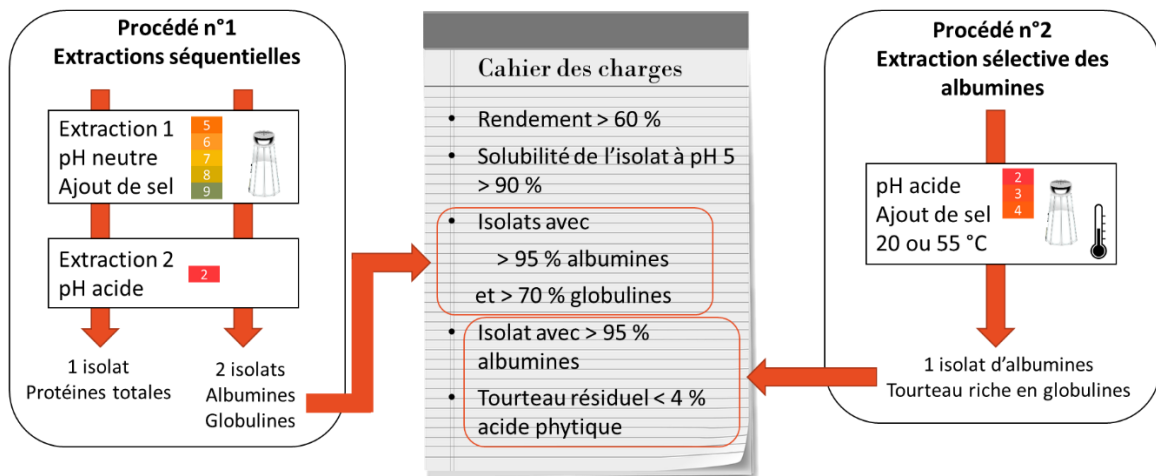 Procédé n°1
Extractions séquentielles
Extraction 1
pH neutre
Ajout de sel
5
6
7
8
9
Extraction 2
pH acide
2
1 isolat
Protéines totales
2 isolats
Albumines
Globulines
Cahier des charges
• Rendement > 60 %
• Solubilité de l’isolat à pH 5
> 90 %
• Isolats avec
> 95 % albumines
et > 70 % globulines
• Isolat avec > 95 %
albumines
• Tourteau résiduel < 4 %
acide phytique
Procédé n°2
Extraction sélective des
albumines
pH acide
Ajout de sel
20 ou 55 °C
2
3
4
1 isolat d’albumines
Tourteau riche en globulines